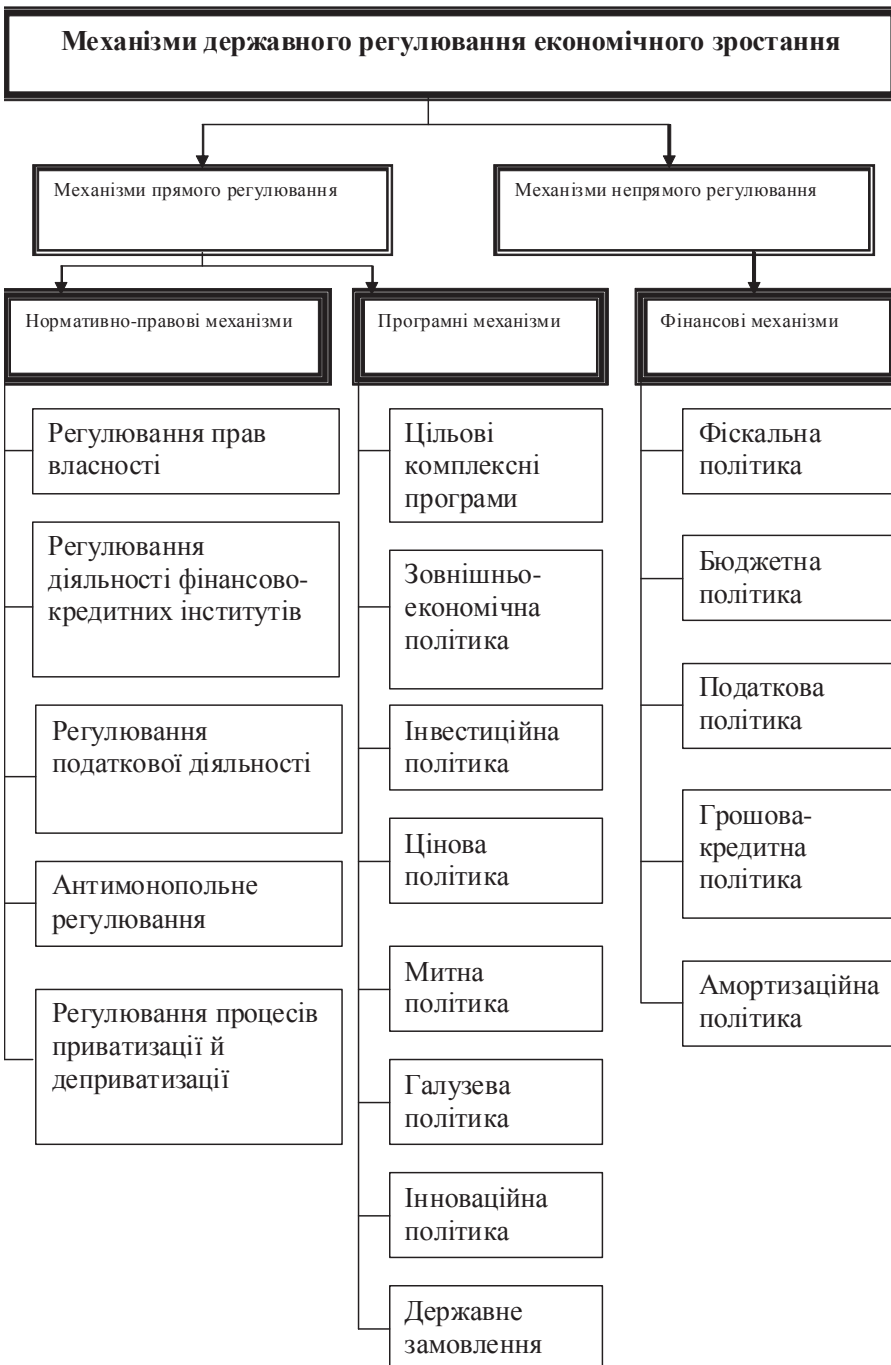 Механізми державного регулювання економічного зростання
Механізми прямого регулювання
Механізми непрямого регулювання
Нормативно-правові механізми
Програмні механізми
Фінансові механізми
Регулювання прав
власності
Регулювання
діяльності фінансово-
кредитних інститутів
Регулювання
податкової діяльності
Антимонопольне
регулювання
Регулювання процесів
приватизації й
деприватизації
Цільові
комплексні
програми
Зовнішньо-
економічна
політика
Інвестиційна
політика
Цінова
політика
Митна
політика
Галузева
політика
Інноваційна
політика
Державне
замовлення
Фіскальна
політика
Бюджетна
політика
Податкова
політика
Грошова-
кредитна
політика
Амортизаційна
політика